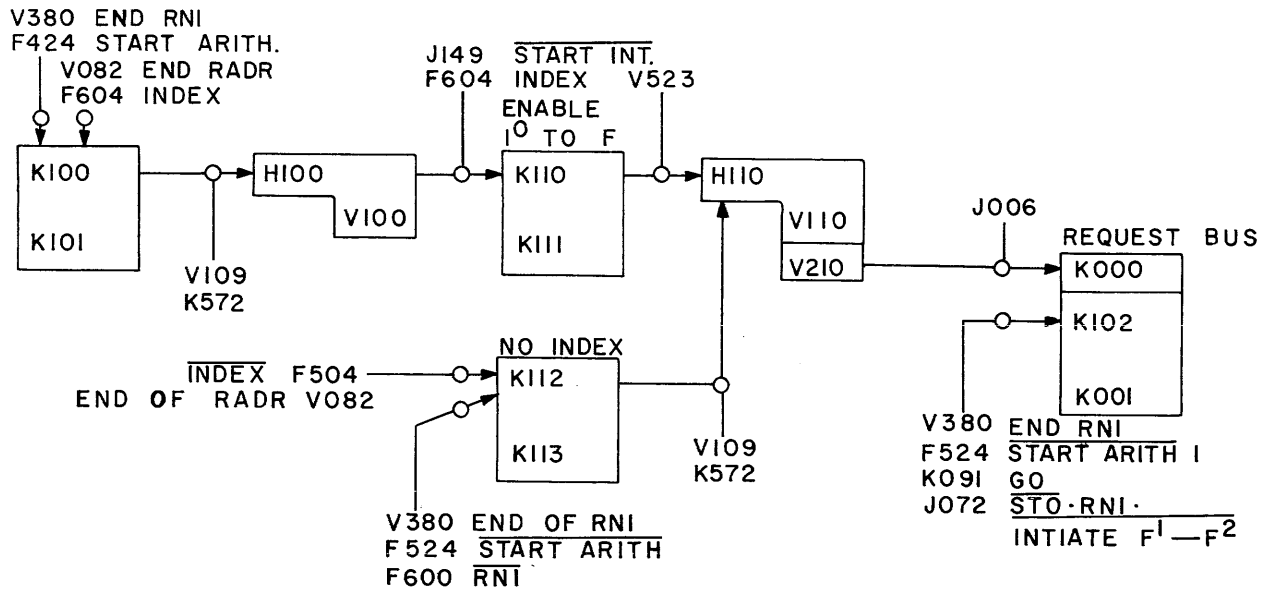 V380 END RNI
F424 START ARITH.
V082 END RADR
F604 INDEX
K100
K101
V109
K572
H100
V100
J149 START INT.
F604 INDEX V523
ENABLE
I⁰ TO F
K110
K111
H110
V110
V210
J006
REQUEST BUS
K000
K102
K001
NO INDEX
INDEX F504
END OF RADR V082
K112
K113
V109
K572
V380 END OF RNI
F524 START ARITH
F600 RNI
V380 END RNI
F524 START ARITH 1
K091 GO
J072 STO·RNI·
INTIATE F¹—F²